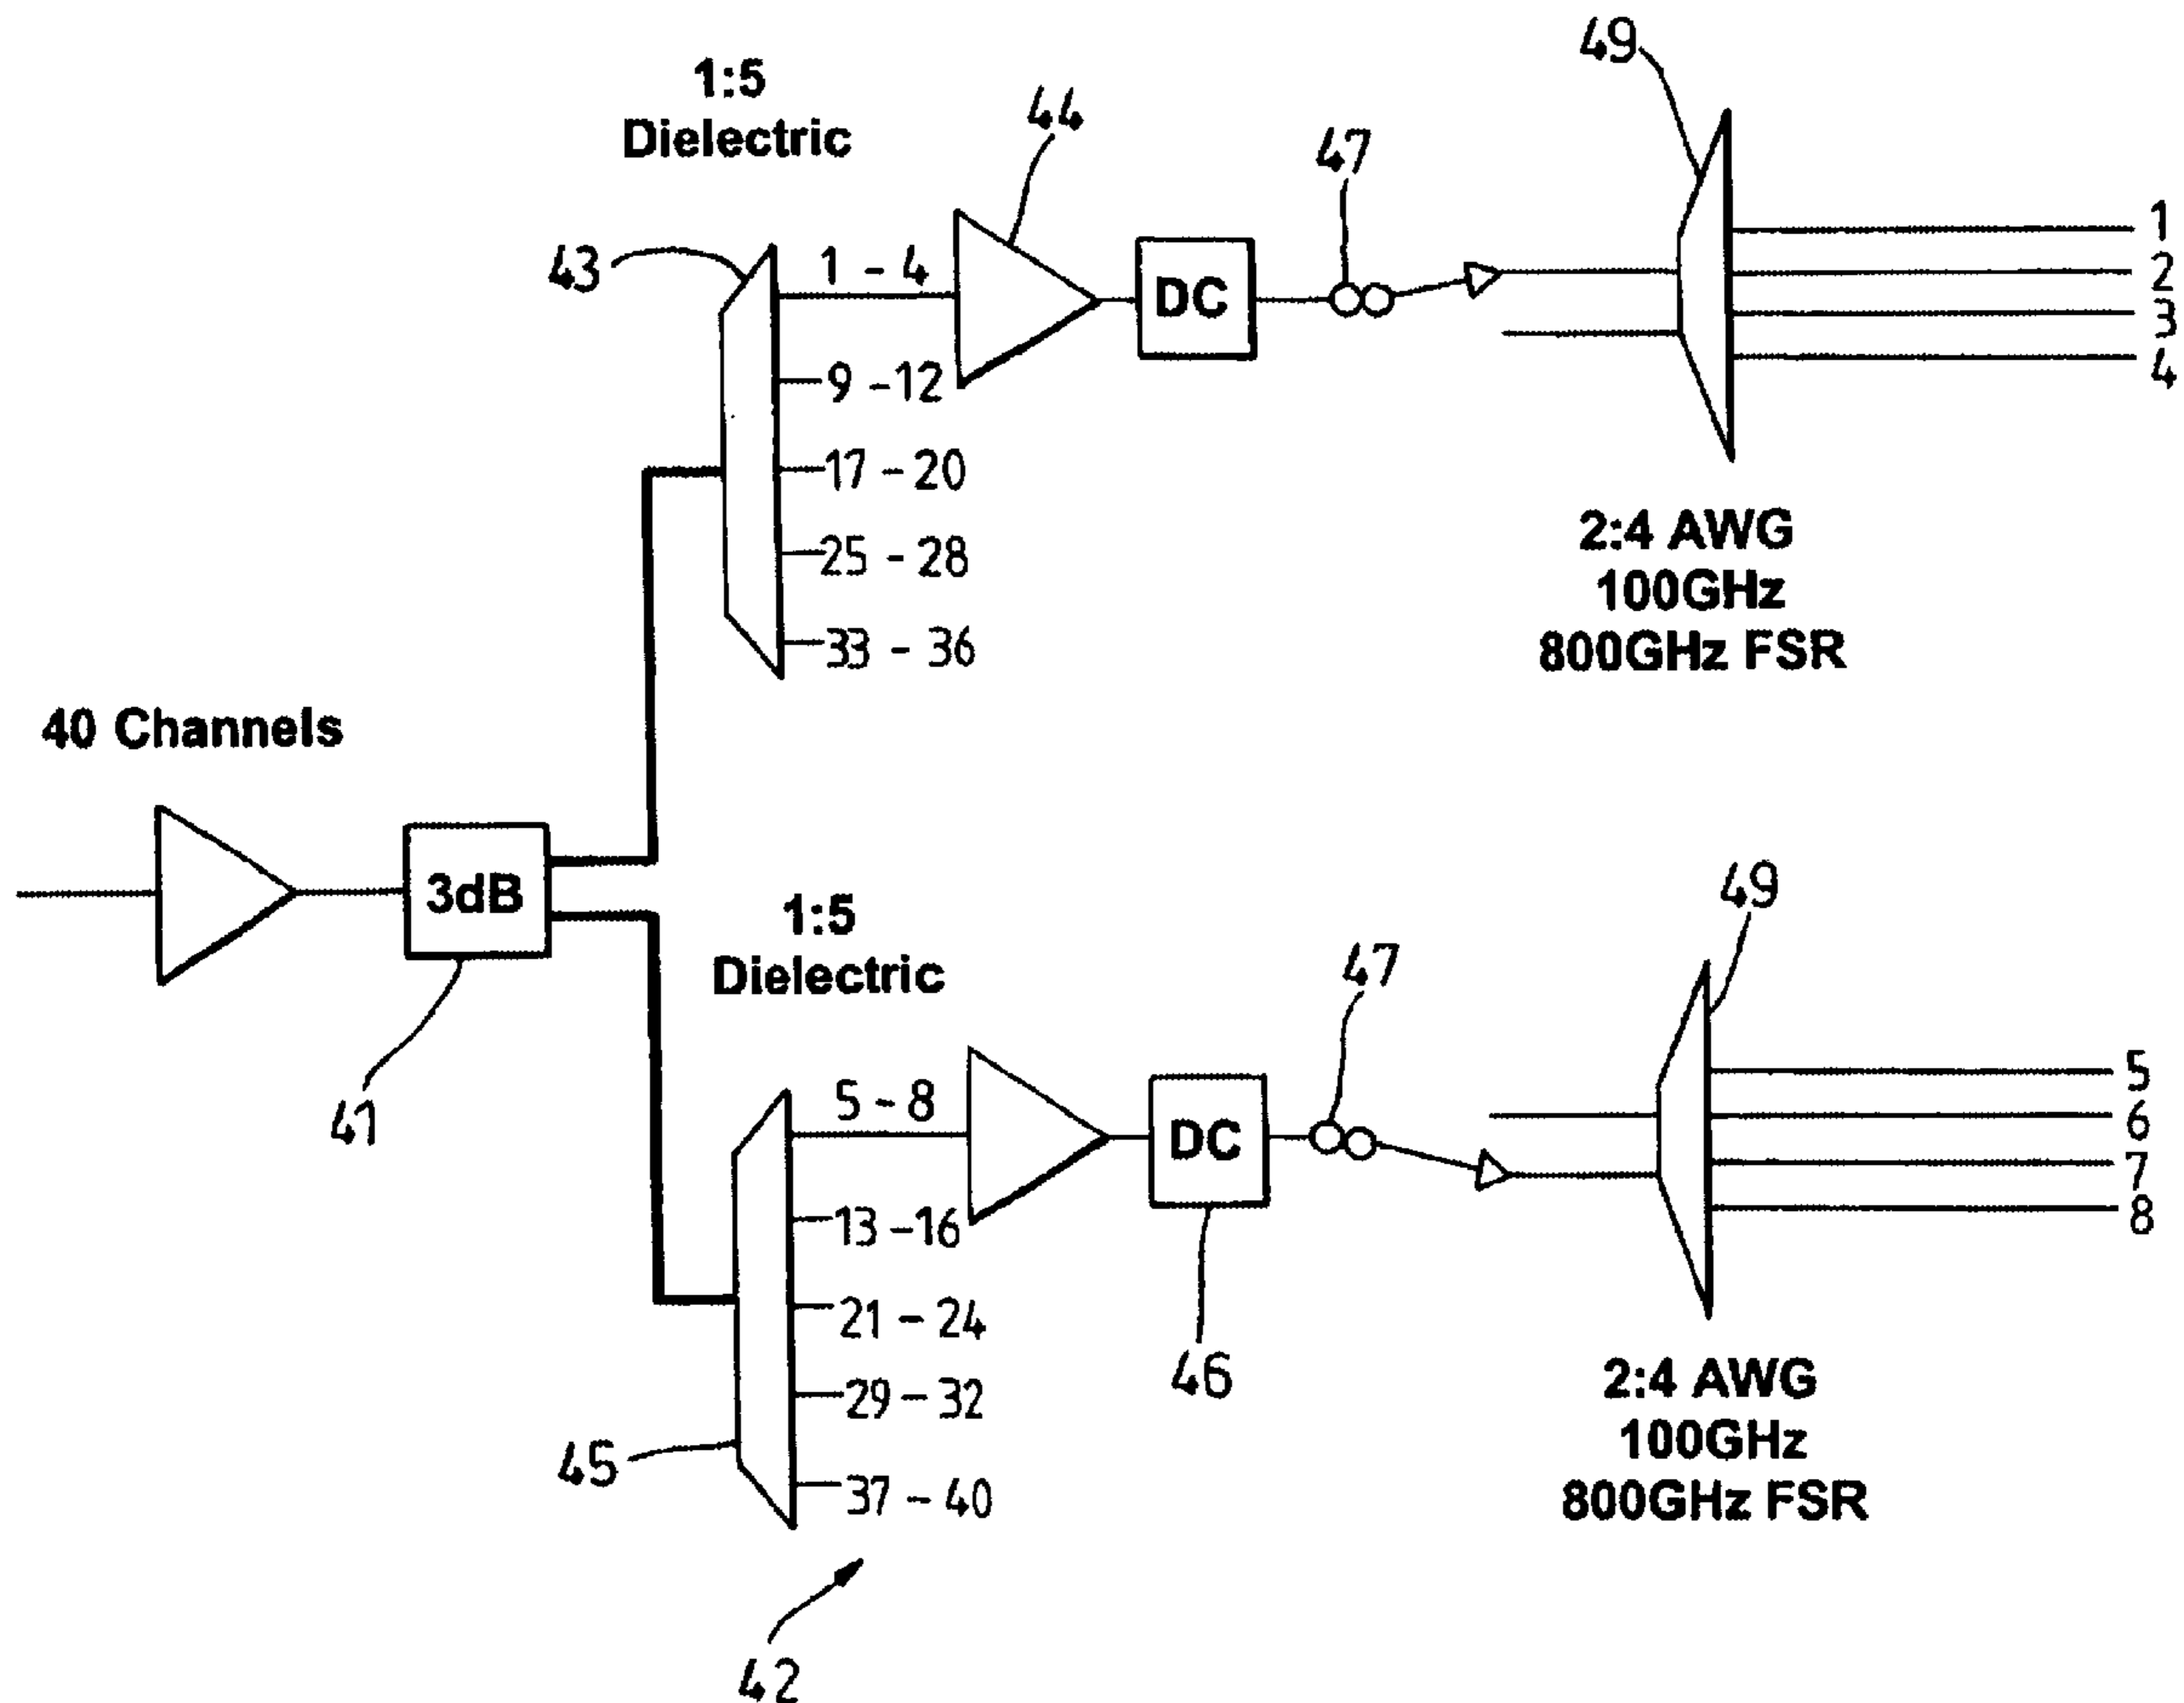 49
1:5
Dielectric
44
47
43
1 - 4
DC
1
2
3
4
9 - 12
17 - 20
25 - 28
33 - 36
2:4 AWG
100GHz
800GHz FSR
40 Channels
3dB
41
1:5
Dielectric
49
47
5 - 8
DC
5
6
7
8
13 - 16
21 - 24
29 - 32
37 - 40
45
46
2:4 AWG
100GHz
800GHz FSR
42